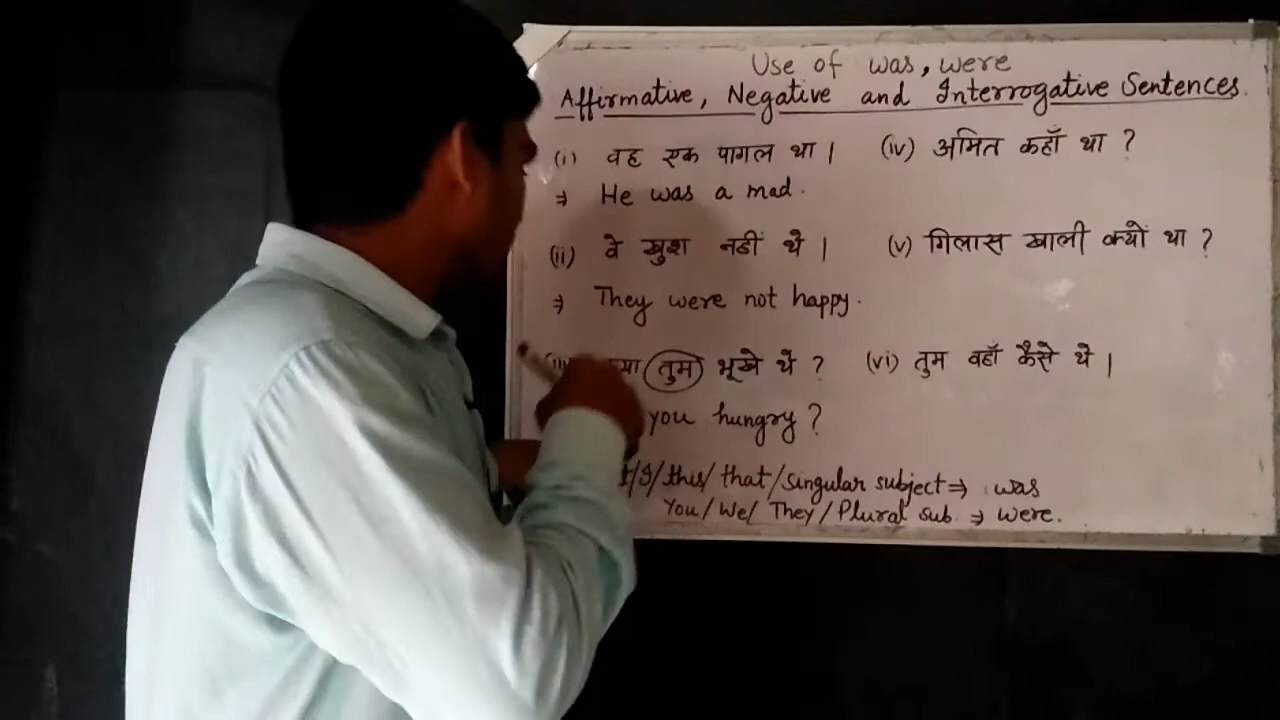 Use of was, were
Affirmative, Negative and Interrogative Sentences.
(i) वह एक पागल था।
⇒ He was a mad.
(ii) वे खुश नहीं थे।
⇒ They were not happy.
तुम भूखे थे ?
you hungry ?
(iv) अमित कहाँ था ?
(v) गिलास खाली क्यों था ?
(vi) तुम वहाँ कैसे थे।
/I/this/ that/singular subject ⇒ was
You/We/ They/Plural sub. ⇒ were.